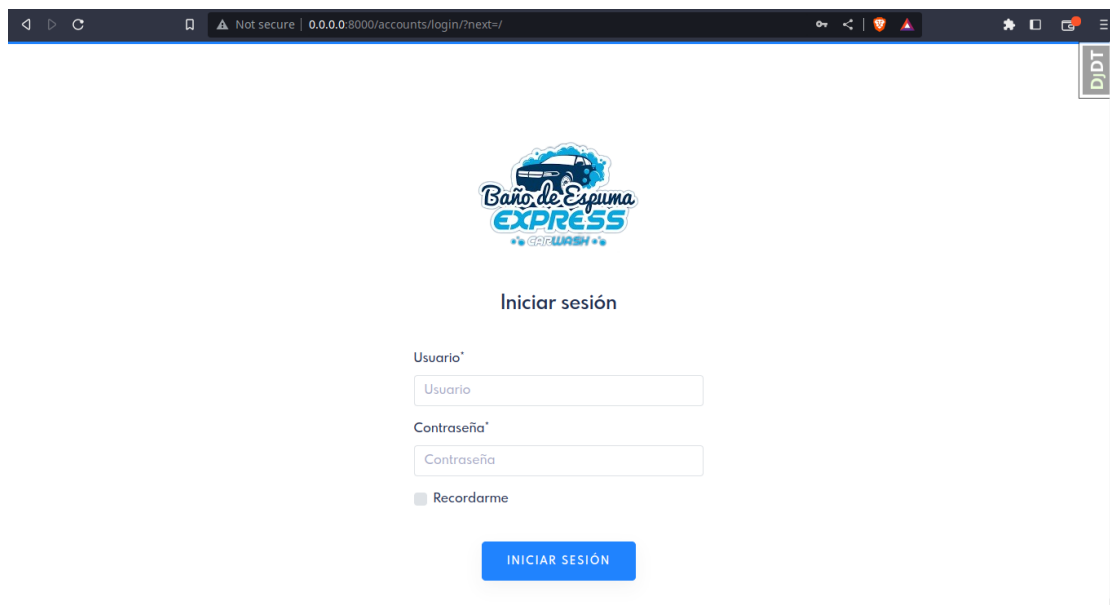 Not secure | 0.0.0.0:8000/accounts/login/?next=/
DjDT
Baño de Espuma
EXPRESS
CARWASH
Iniciar sesión
Usuario*
Usuario
Contraseña*
Contraseña
Recordarme
INICIAR SESIÓN